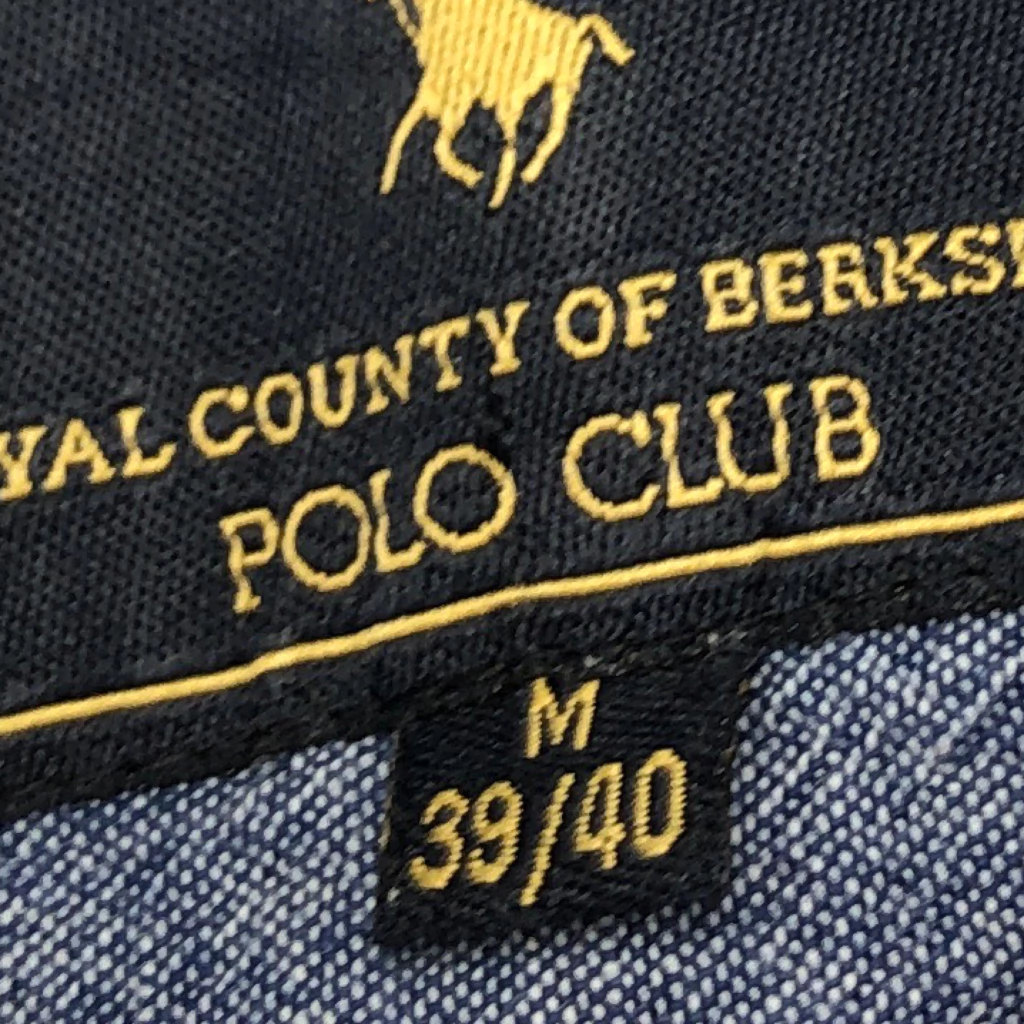 YAL COUNTY OF BERKS
POLO CLUB
M
39/40